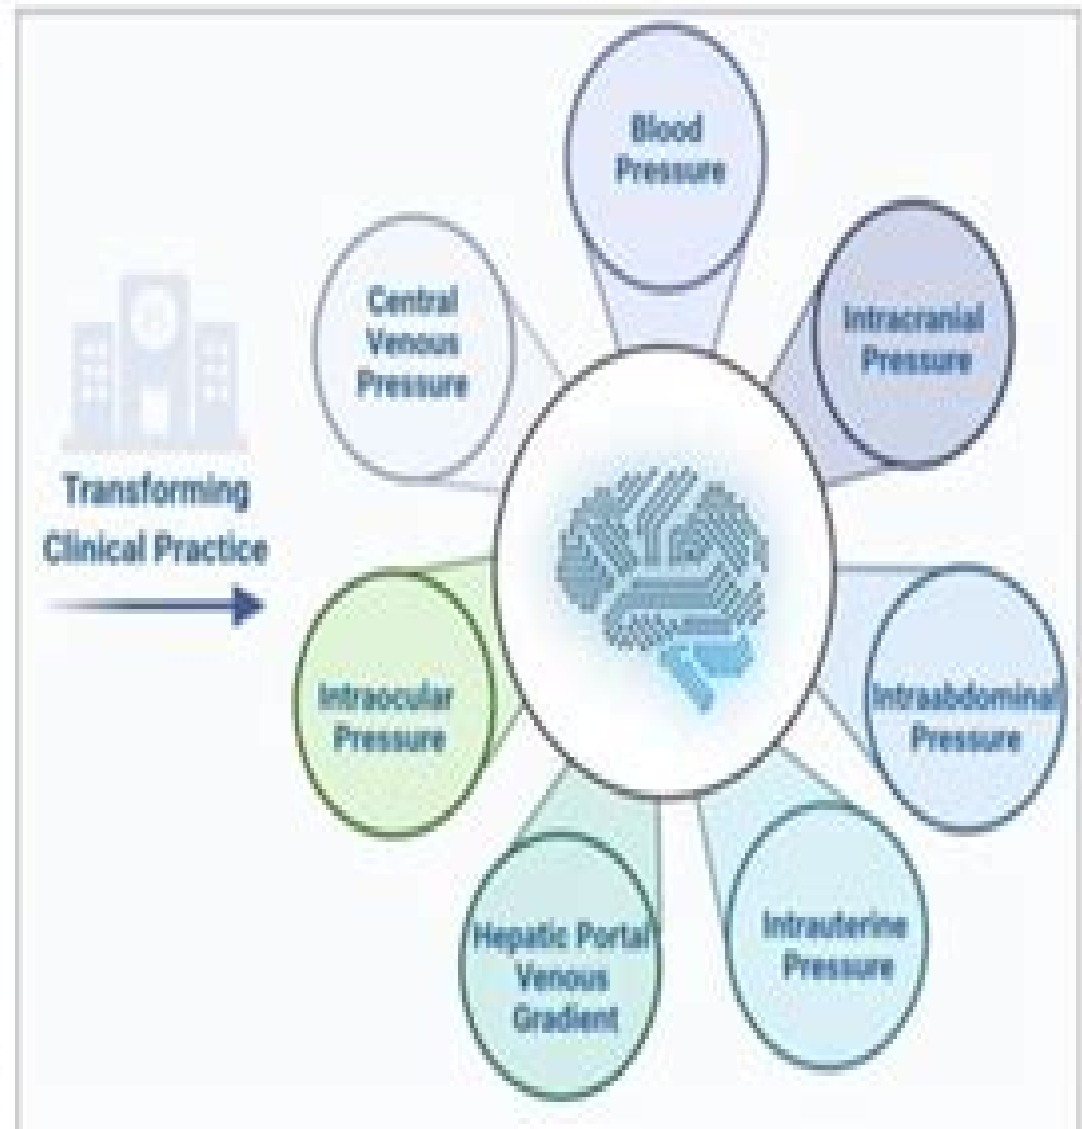 Blood
Pressure
Intracranial
Pressure
Central
Venous
Pressure
Transforming
Clinical Practice
Intraocular
Pressure
Intraabdominal
Pressure
Hepatic Portal
Venous
Gradient
Intrauterine
Pressure